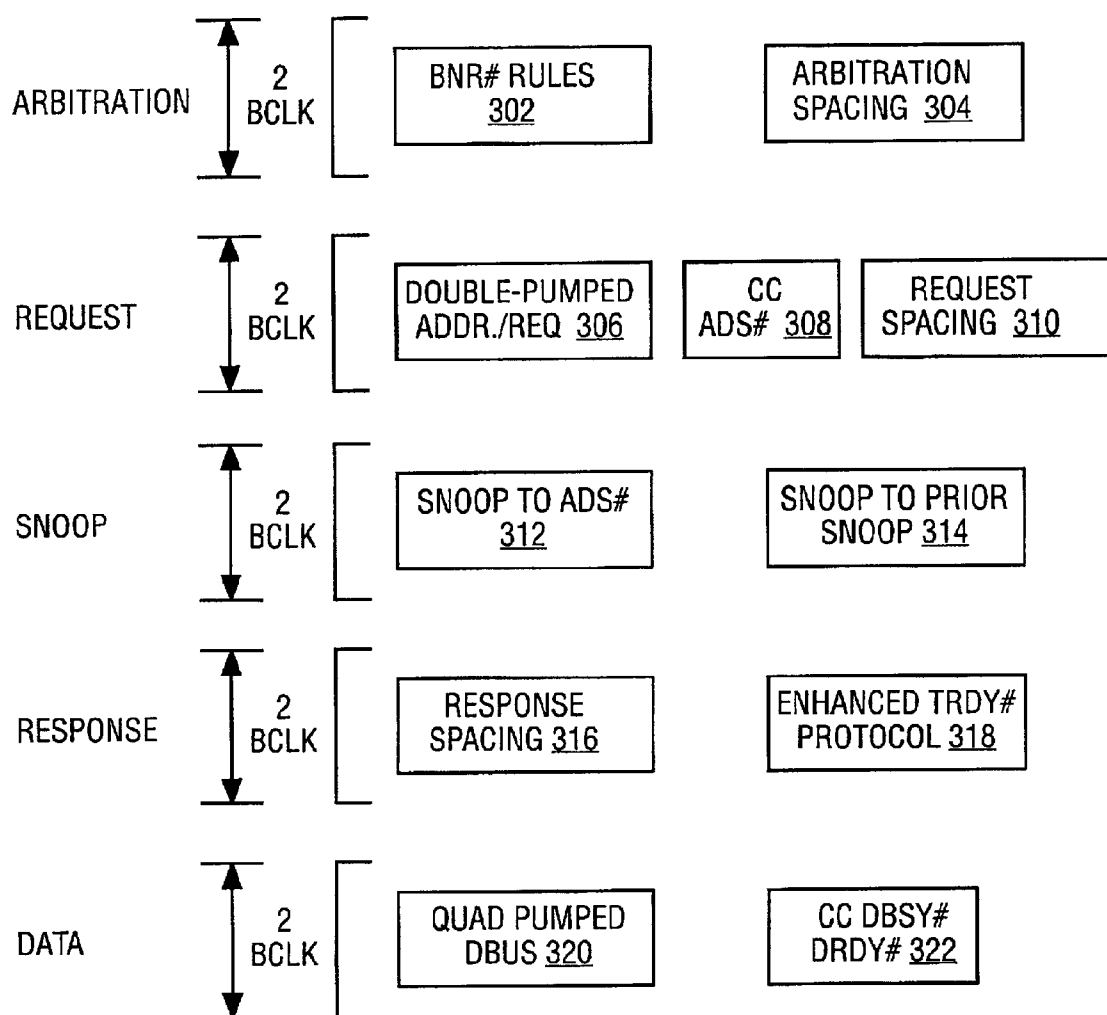 ARBITRATION
2
BCLK
BNR# RULES
302
ARBITRATION
SPACING 304
REQUEST
2
BCLK
DOUBLE-PUMPED
ADDR./REQ 306
CC
ADS# 308
REQUEST
SPACING 310
SNOOP
2
BCLK
SNOOP TO ADS#
312
SNOOP TO PRIOR
SNOOP 314
RESPONSE
2
BCLK
RESPONSE
SPACING 316
ENHANCED TRDY#
PROTOCOL 318
DATA
2
BCLK
QUAD PUMPED
DBUS 320
CC DBSY#
DRDY# 322